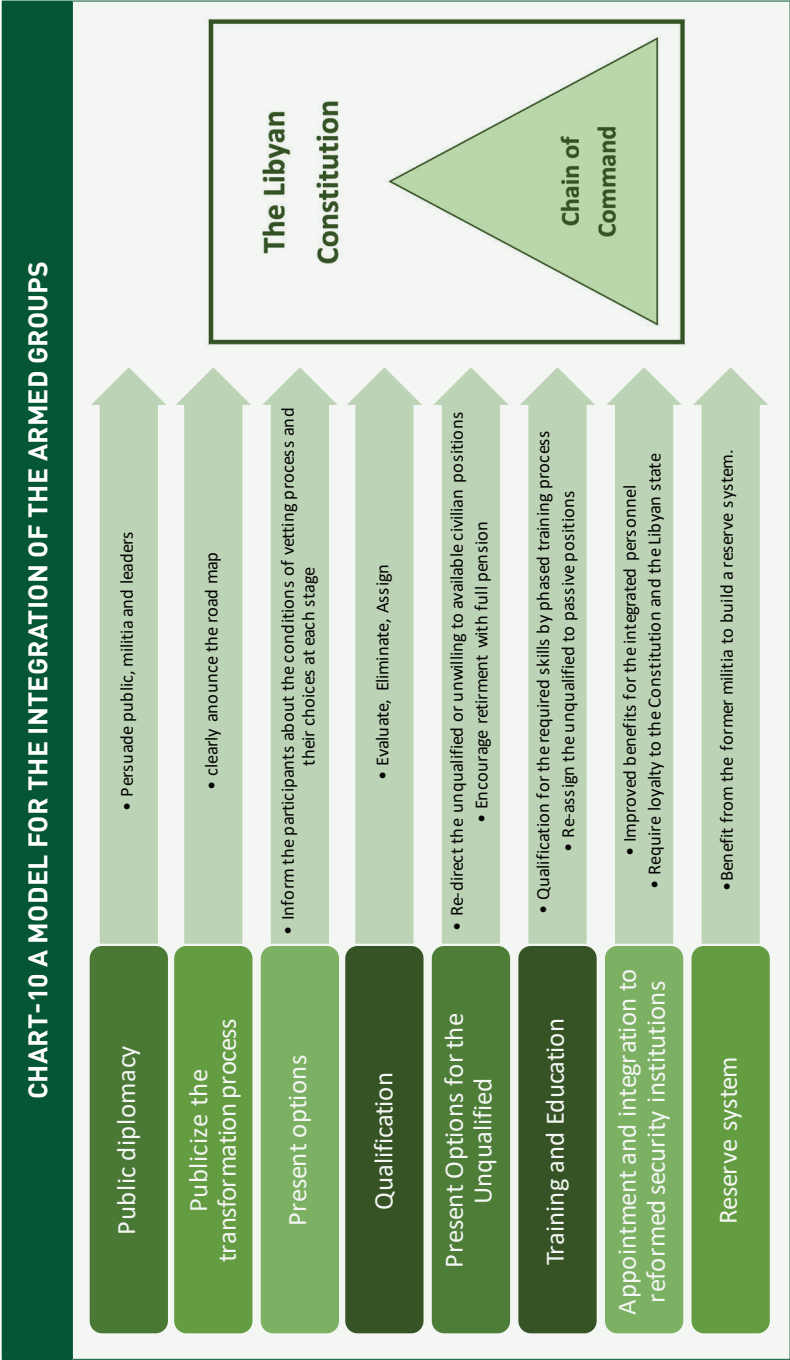 CHART-10 A MODEL FOR THE INTEGRATION OF THE ARMED GROUPS
Public diplomacy
• Persuade public, militia and leaders
Publicize the
transformation process
• clearly anounce the road map
Present options
• Inform the participants about the conditions of vetting process and
their choices at each stage
Qualification
• Evaluate, Eliminate, Assign
Present Options for the
Unqualified
• Re-direct the unqualified or unwilling to available civilian positions
• Encourage retirment with full pension
Training and Education
• Qualification for the required skills by phased training process
• Re-assign the unqualified to passive positions
Appointment and integration to
reformed security institutions
• Improved benefits for the integrated personnel
• Require loyalty to the Constitution and the Libyan state
Reserve system
• Benefit from the former militia to build a reserve system.
The Libyan
Constitution
Chain of
Command